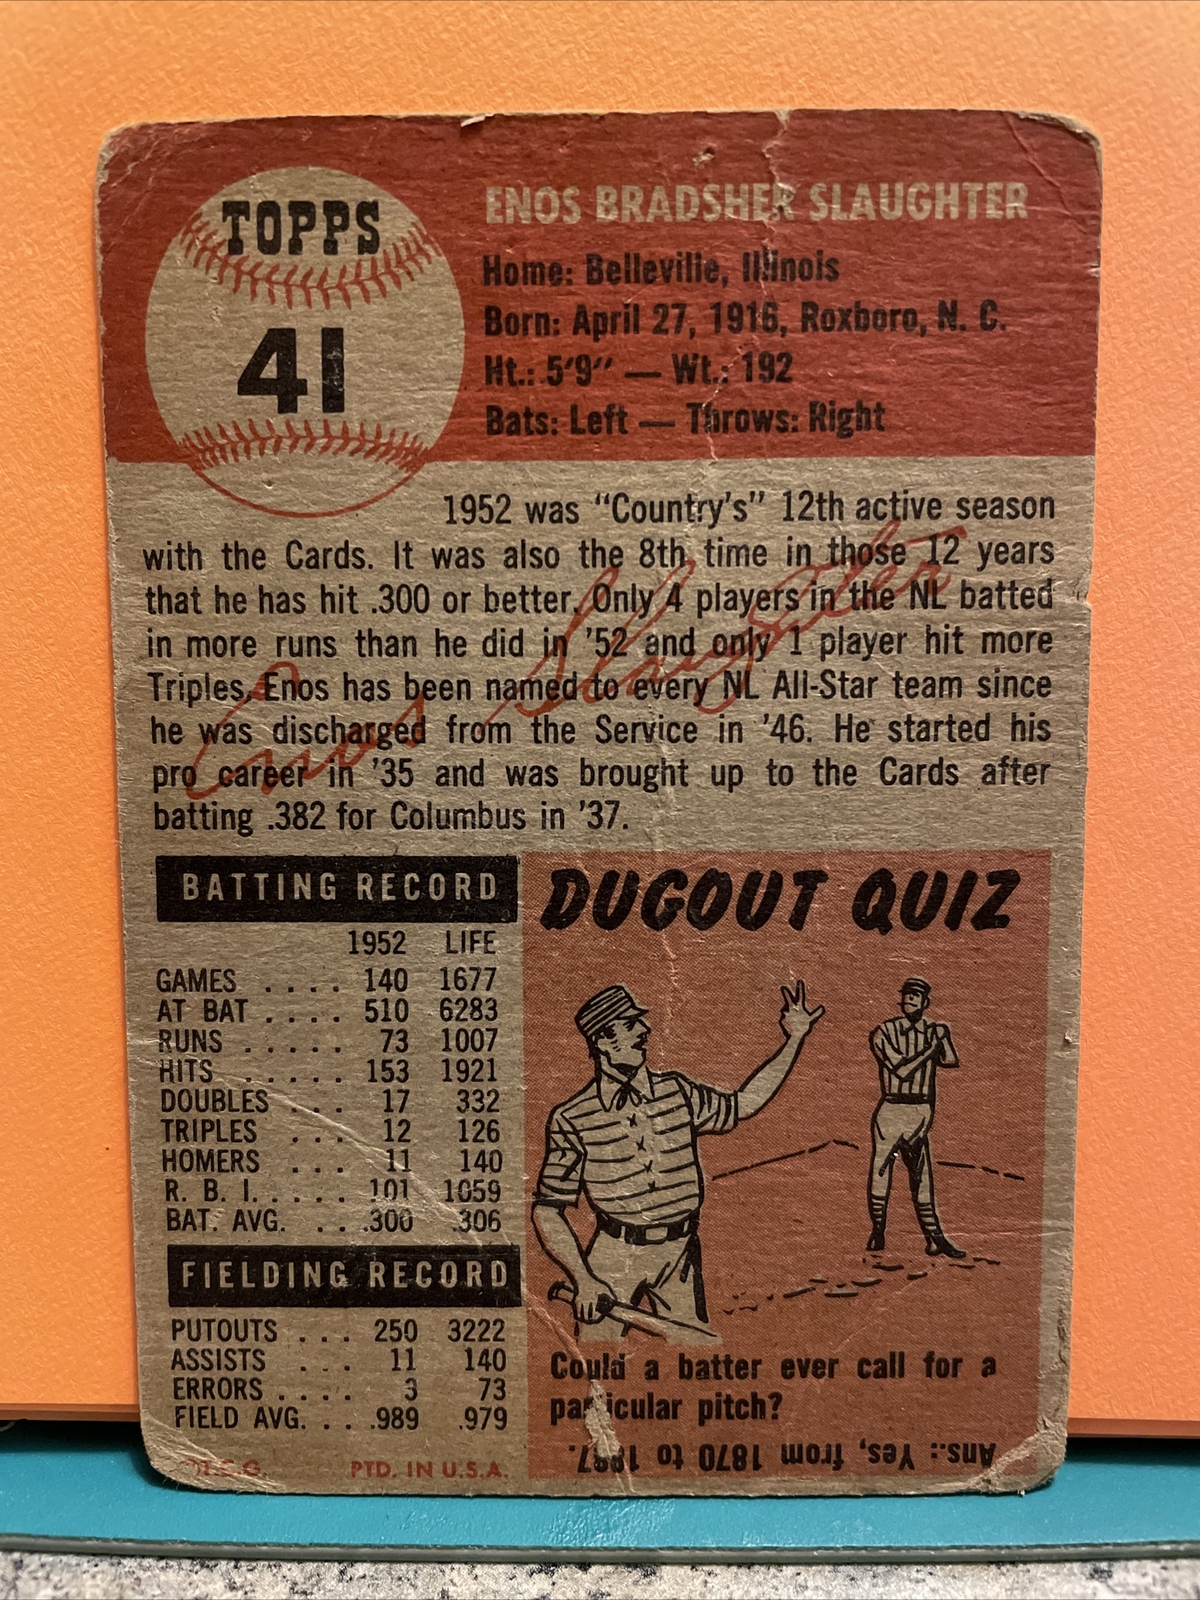 TOPPS
41
ENOS BRADSHER SLAUGHTER
Home: Belleville, Illinois
Born: April 27, 1916, Roxboro, N. C.
Ht.: 5'9" — Wt.: 192
Bats: Left — Throws: Right
1952 was "Country's" 12th active season
with the Cards. It was also the 8th time in those 12 years
that he has hit .300 or better. Only 4 players in the NL batted
in more runs than he did in '52 and only 1 player hit more
Triples. Enos has been named to every NL All-Star team since
he was discharged from the Service in '46. He started his
pro career in '35 and was brought up to the Cards after
batting .382 for Columbus in '37.
Enos Slaughter
BATTING RECORD
1952 LIFE
GAMES . . . . 140 1677
AT BAT . . . . 510 6283
RUNS . . . . . 73 1007
HITS . . . . . 153 1921
DOUBLES . . . 17 332
TRIPLES . . . 12 126
HOMERS . . . 11 140
R. B. I. . . . . 101 1059
BAT. AVG. . . .300 .306
FIELDING RECORD
PUTOUTS . . . 250 3222
ASSISTS . . . 11 140
ERRORS . . . . 3 73
FIELD AVG. . . .989 .979
©T.C.G. PTD. IN U.S.A.
DUGOUT QUIZ
Could a batter ever call for a
particular pitch?
Ans.: Yes, from 1870 to 1887.